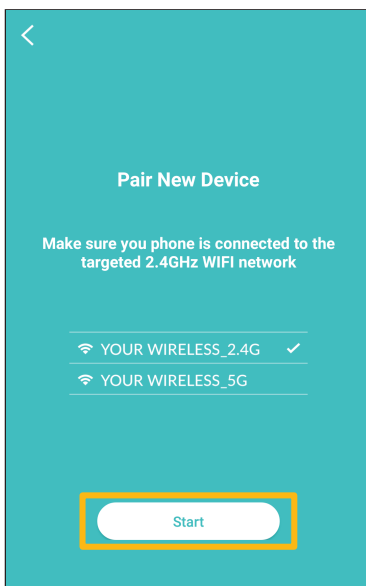 Pair New Device
Make sure you phone is connected to the
targeted 2.4GHz WIFI network
YOUR WIRELESS_2.4G
YOUR WIRELESS_5G
Start